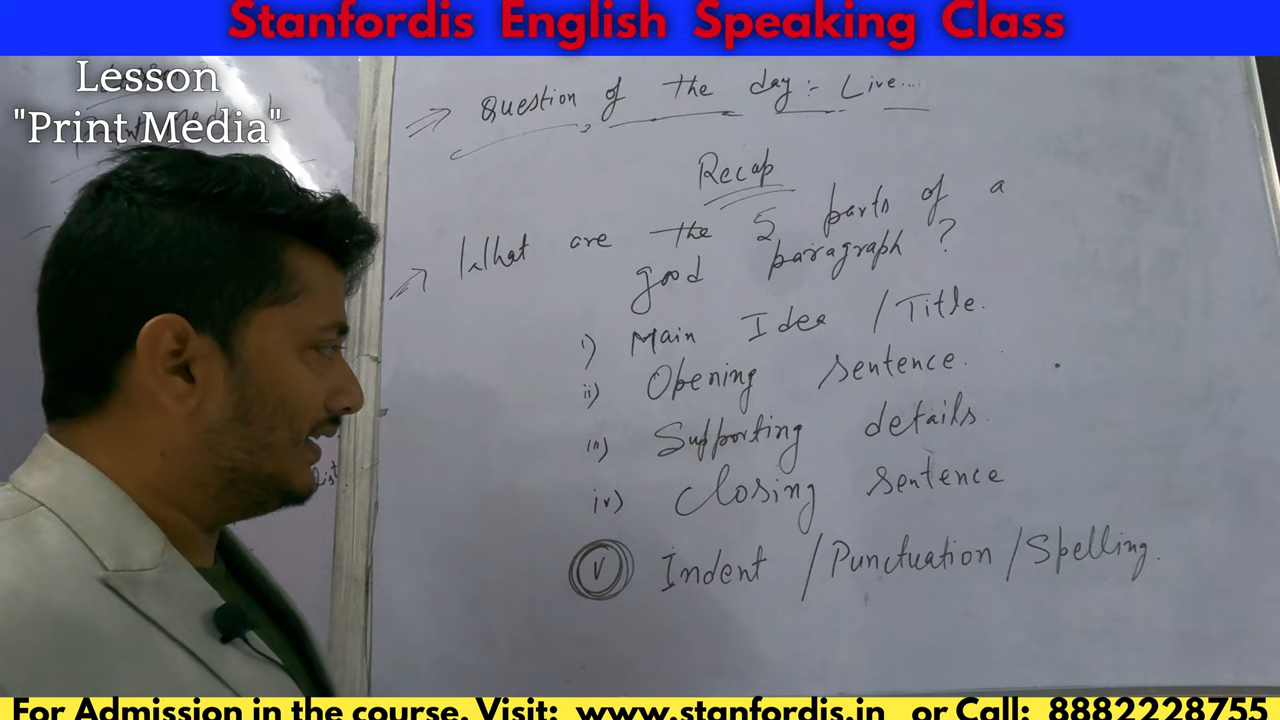 Stanfordis English Speaking Class
Lesson
"Print Media"
Question of the day :- Live....
Recap
What are the 5 parts of a
good paragraph ?
i) Main Idea / Title.
ii) Opening sentence.
iii) Supporting details.
iv) Closing sentence
v Indent / Punctuation / Spelling.
For Admission in the course, Visit: www.stanfordis.in or Call: 8882228755